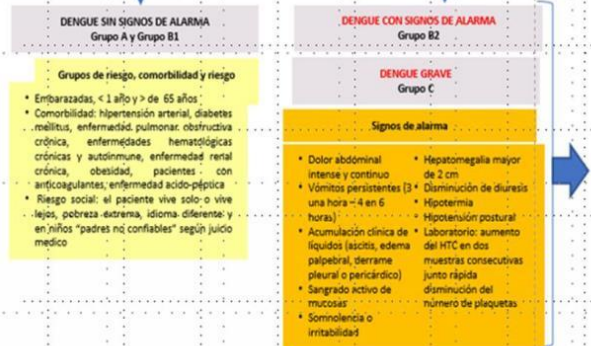 DENGUE SIN SIGNOS DE ALARMA
Grupo A y Grupo B1
Grupos de riesgo, comorbilidad y riesgo
• Embarazadas, < 1 año y > de 65 años
• Comorbilidad: hipertensión arterial, diabetes
mellitus, enfermedad pulmonar obstructiva
crónica, enfermedades hematológicas
crónicas y autoinmune, enfermedad renal
crónica, obesidad, pacientes con
anticoagulantes, enfermedad acido-péptica
• Riesgo social: el paciente vive solo o vive
lejos, pobreza extrema, idioma diferente y
en niños "padres no confiables" según juicio
medico
DENGUE CON SIGNOS DE ALARMA
Grupo B2
DENGUE GRAVE
Grupo C
Signos de alarma
• Dolor abdóminal
intense y continuo
• Vómitos persistentes (3
una hora – 4 en 6
horas)
• Acumulación clínica de
líquidos (ascitis, edema
palpebral, derrame
pleural o pericárdico)
• Sangrado activo de
mucosas
• Somnolencia o
irritabilidad
• Hepatomegalia mayor
de 2 cm
• Disminución de diuresis
• Hipotermia
• Hipotensión postural
• Laboratorio: aumento
del HTC en dos
muestras consecutivas
junto rápida
disminución del
número de plaquetas